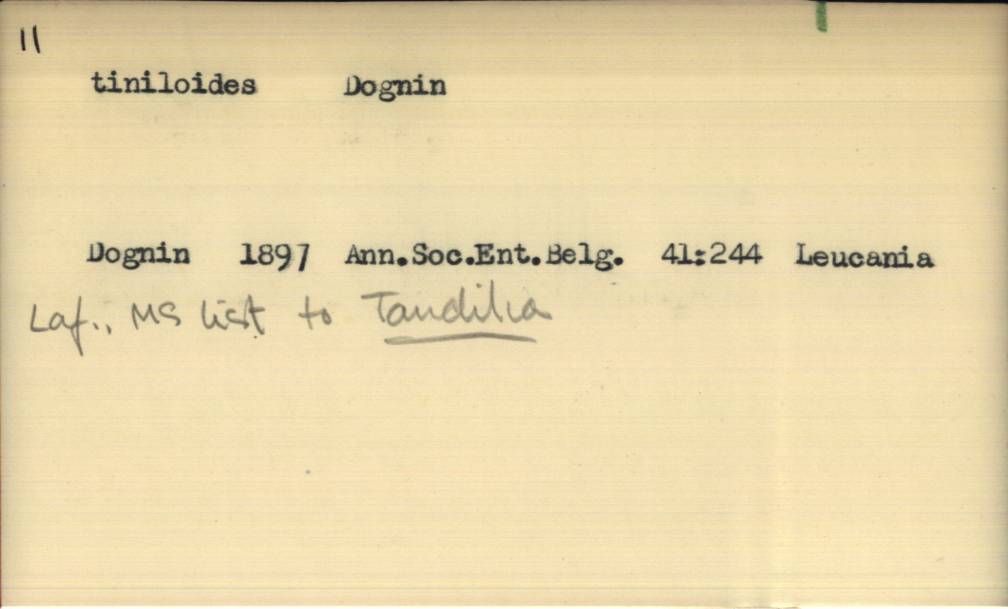 11
tiniloides Dognin
Dognin 1897 Ann.Soc.Ent.Belg. 41:244 Leucania
Laf., MS list to Tandilia